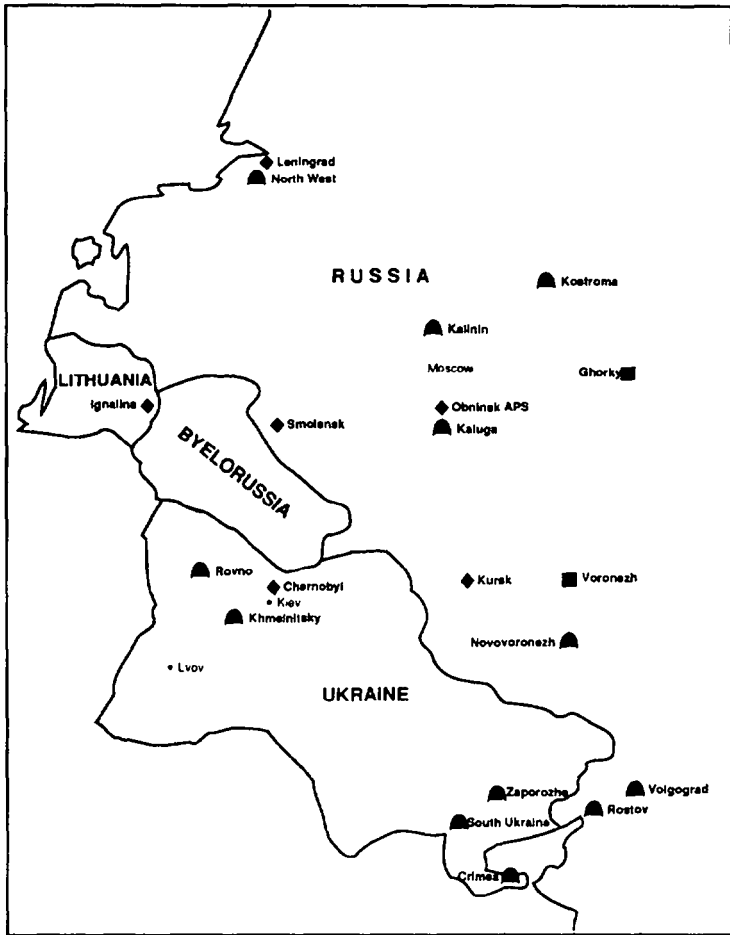 Leningrad
North West
RUSSIA
Kostroma
Kalinin
Moscow
Ghorky
LITHUANIA
Ignalina
Obninsk APS
Smolensk
Kaluga
BYELORUSSIA
Rovno
Chernobyl
Kursk
Voronezh
Kiev
Khmelnitsky
Novovoronezh
Lvov
UKRAINE
Zaporozhe
Volgograd
Rostov
South Ukraine
Crimea